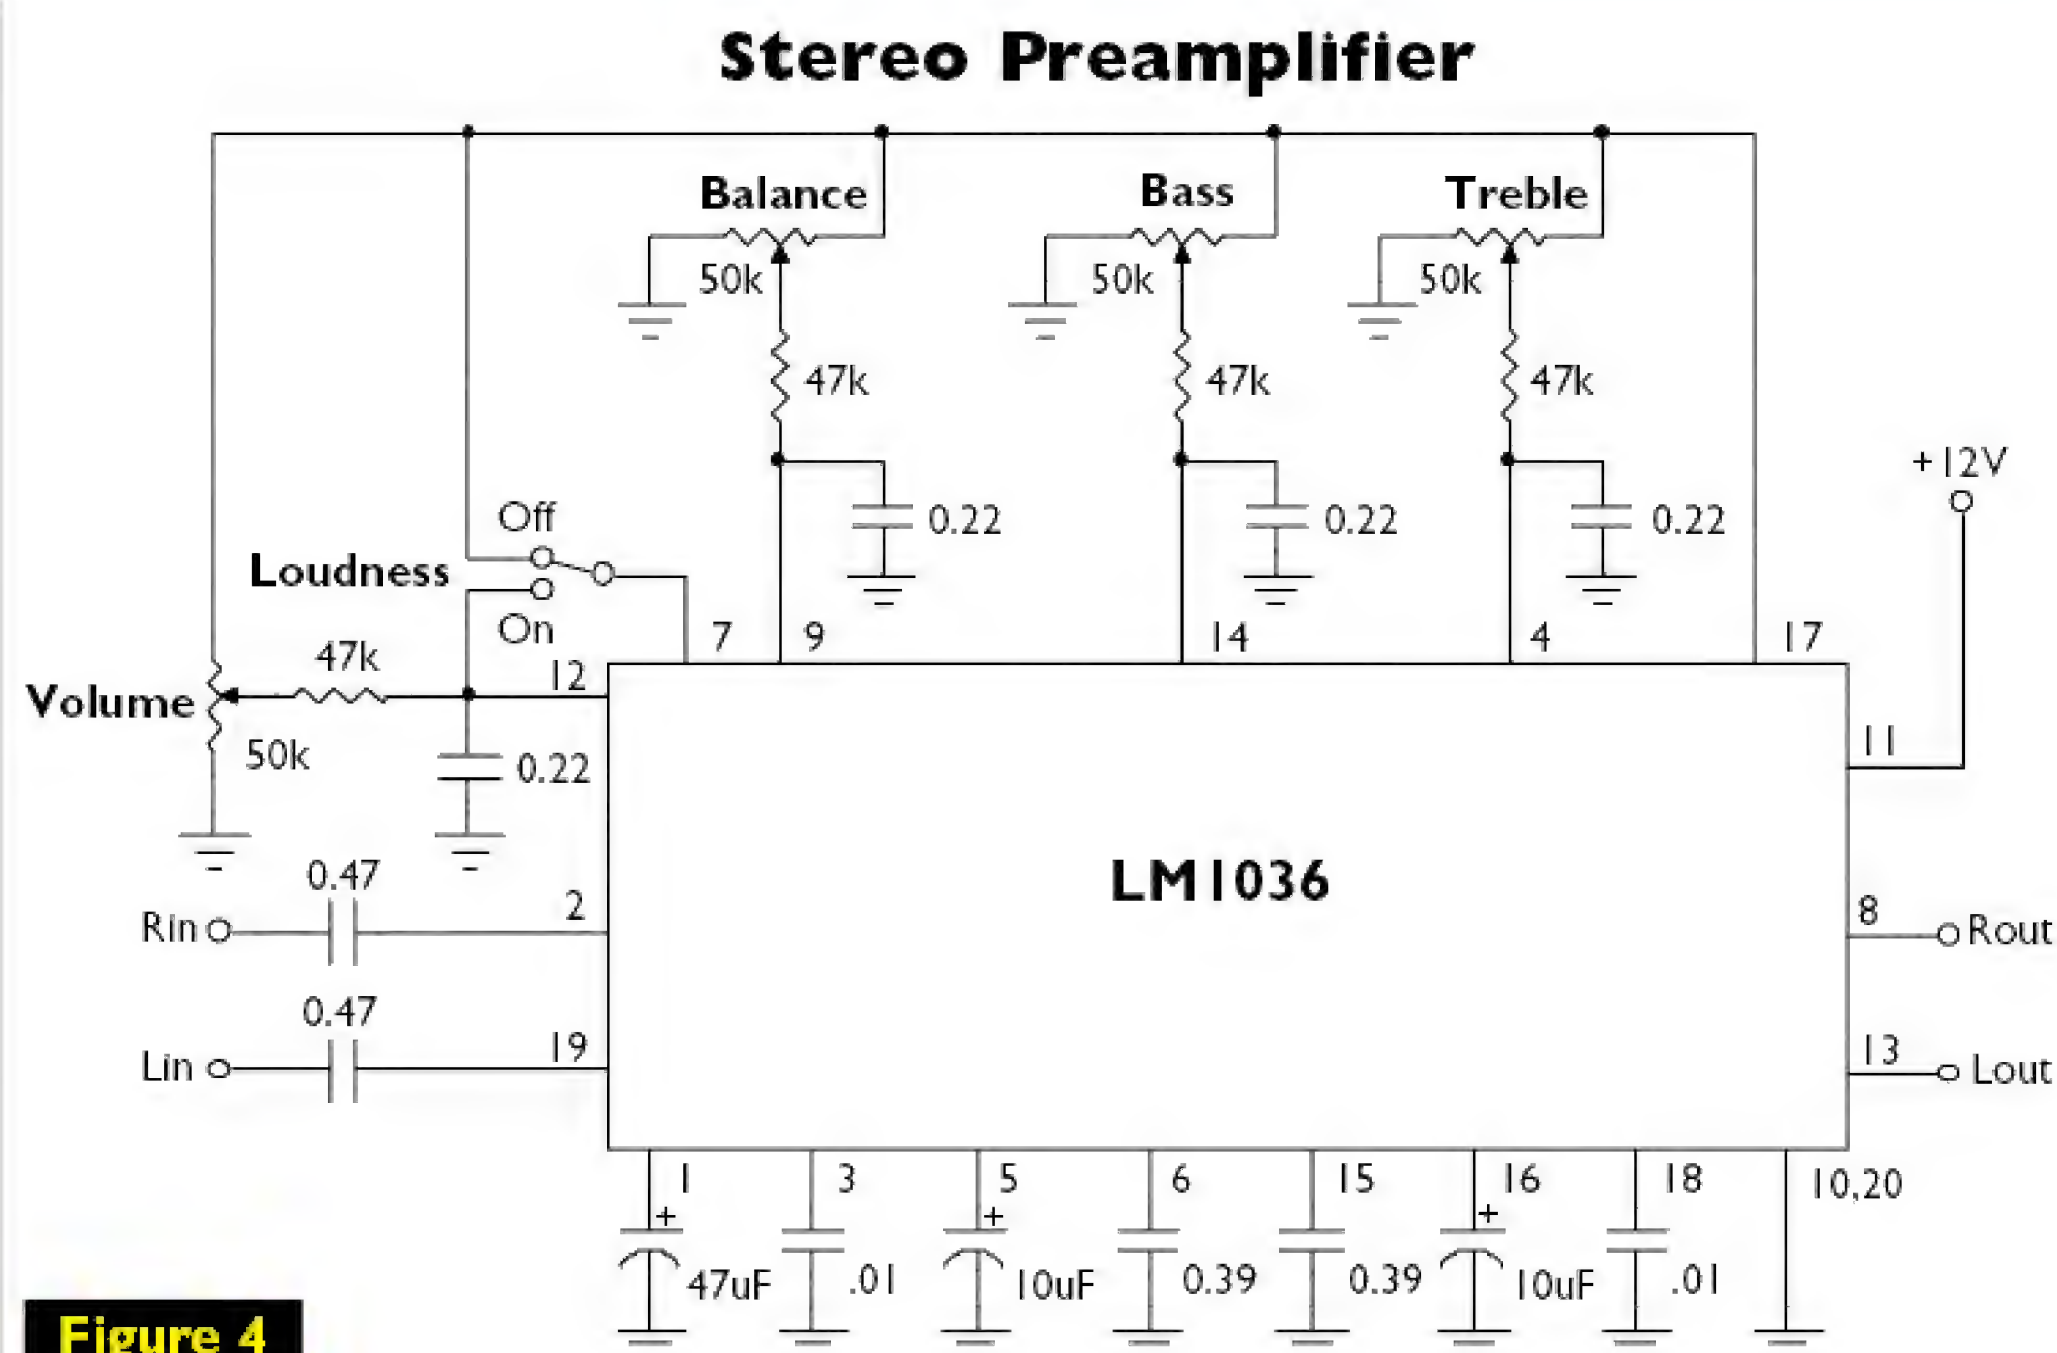 Stereo Preamplifier
Balance
Bass
Treble
50k
50k
50k
47k
47k
47k
+12V
Off
0.22
0.22
0.22
Loudness
On
7
9
14
4
17
47k
12
Volume
11
50k
0.22
LM1036
0.47
2
8
Rin
Rout
0.47
19
13
Lin
Lout
1
3
5
6
15
16
18
10,20
+
+
+
47uF
.01
10uF
0.39
0.39
10uF
.01
Figure 4